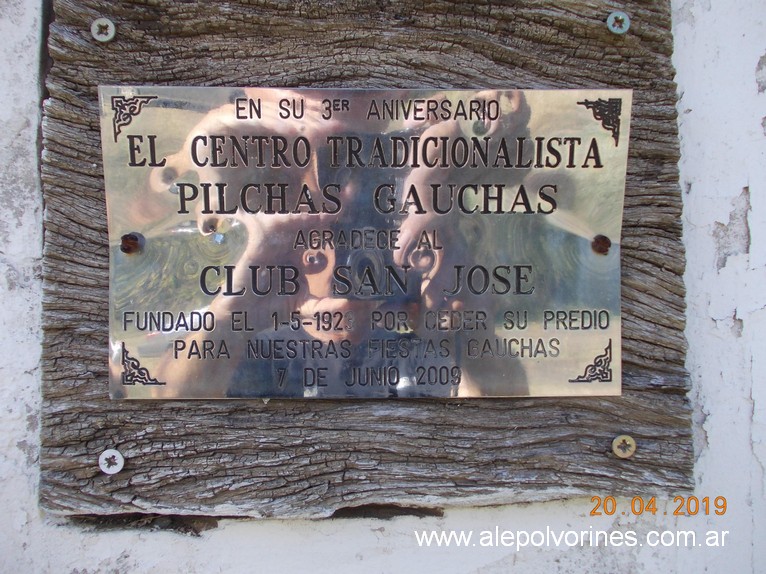 EN SU 3ER ANIVERSARIO
EL CENTRO TRADICIONALISTA
PILCHAS GAUCHAS
AGRADECE AL
CLUB SAN JOSE
FUNDADO EL POR CEDER SU PREDIO
PARA NUESTRAS FIESTAS GAUCHAS
7 DE JUNIO 2009
20.04.2019
www.alepolvorines.com.ar